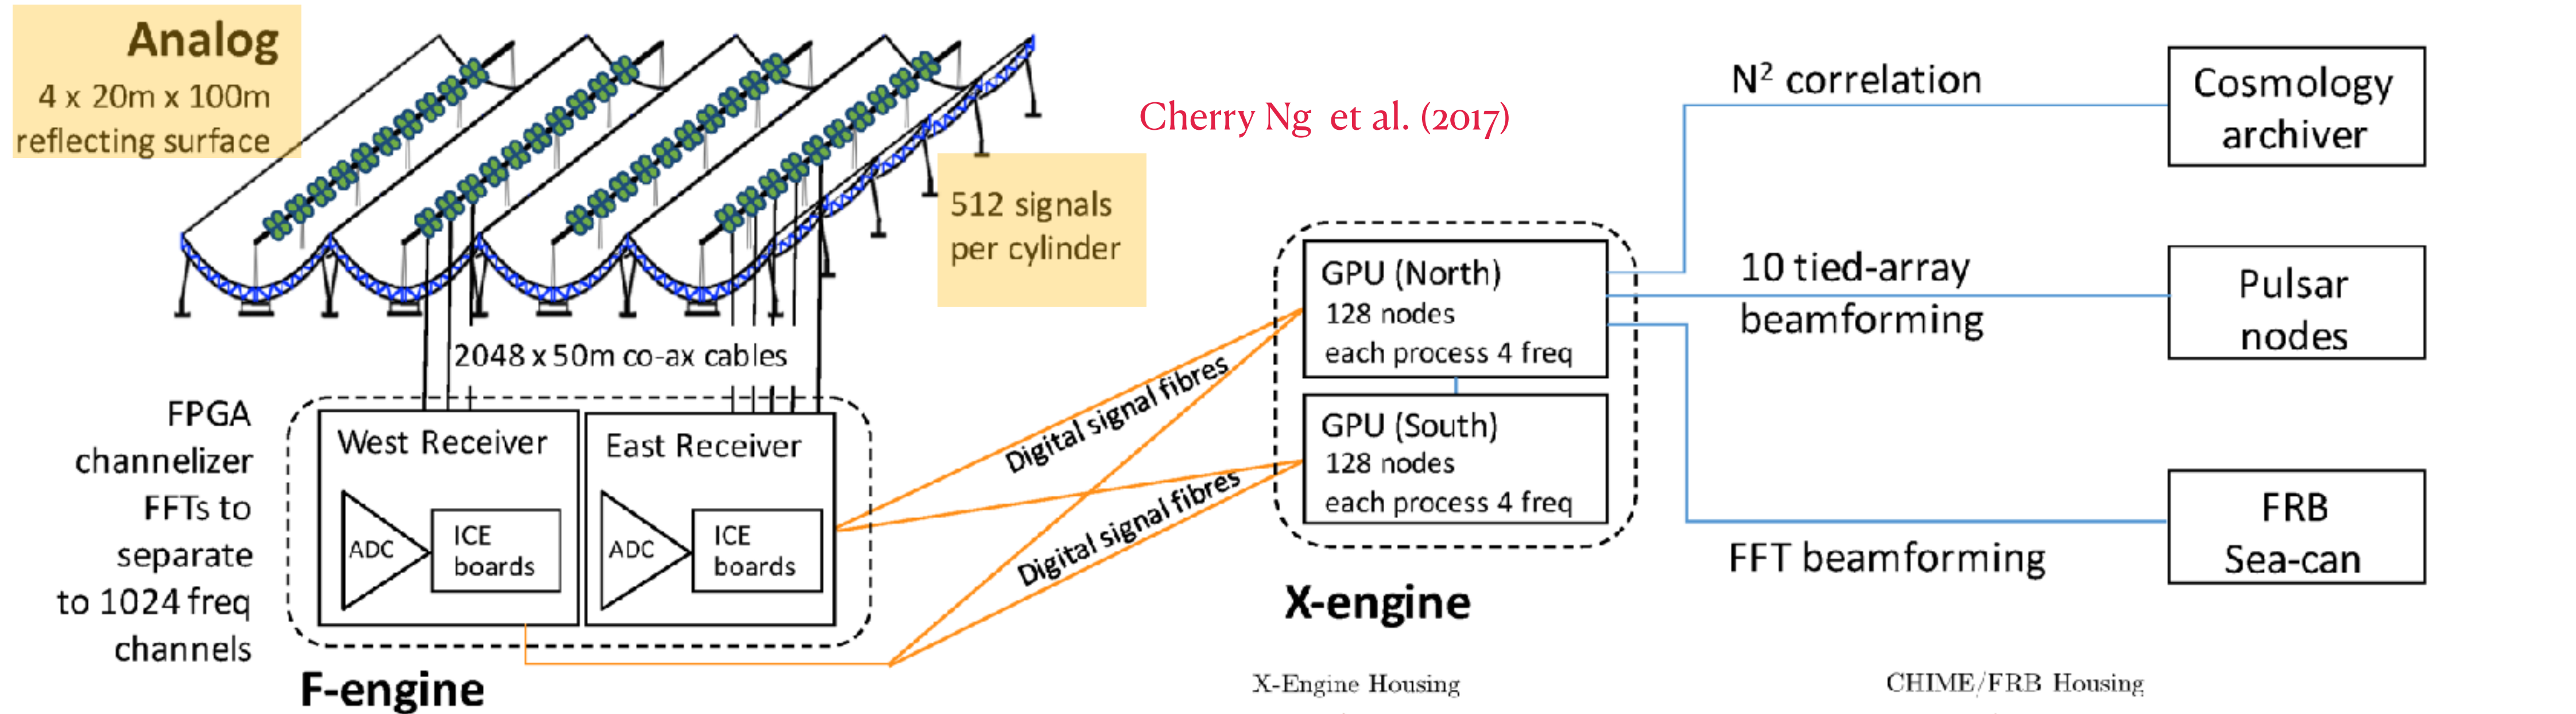 Analog
4 x 20m x 100m
reflecting surface
Cherry Ng et al. (2017)
512 signals
per cylinder
2048 x 50m co-ax cables
FPGA
channelizer
FFTs to
separate
to 1024 freq
channels
West Receiver
ADC
ICE
boards
East Receiver
ADC
ICE
boards
F-engine
Digital signal fibres
Digital signal fibres
GPU (North)
128 nodes
each process 4 freq
GPU (South)
128 nodes
each process 4 freq
X-engine
N² correlation
Cosmology
archiver
10 tied-array
beamforming
Pulsar
nodes
FFT beamforming
FRB
Sea-can
X-Engine Housing
CHIME/FRB Housing